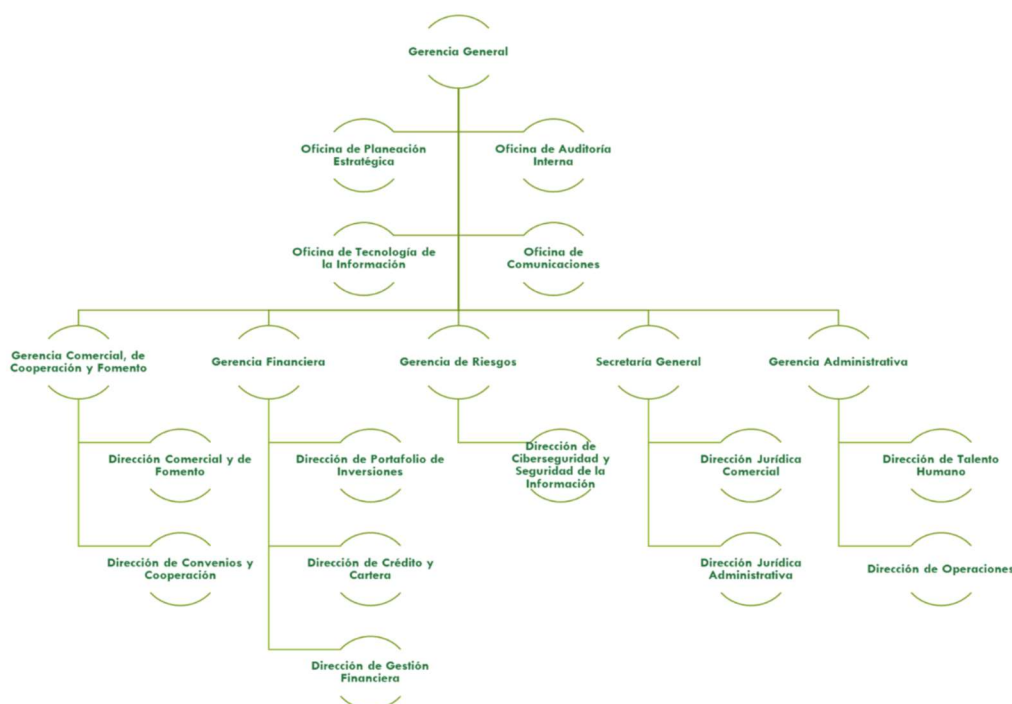 Gerencia General
Oficina de Planeación
Estratégica
Oficina de Auditoría
Interna
Oficina de Tecnología de
la Información
Oficina de
Comunicaciones
Gerencia Comercial, de
Cooperación y Fomento
Gerencia Financiera
Gerencia de Riesgos
Secretaría General
Gerencia Administrativa
Dirección Comercial y de
Fomento
Dirección de Portafolio de
Inversiones
Dirección de
Ciberseguridad y
Seguridad de la
Información
Dirección Jurídica
Comercial
Dirección de Talento
Humano
Dirección de Convenios y
Cooperación
Dirección de Crédito y
Cartera
Dirección Jurídica
Administrativa
Dirección de Operaciones
Dirección de Gestión
Financiera